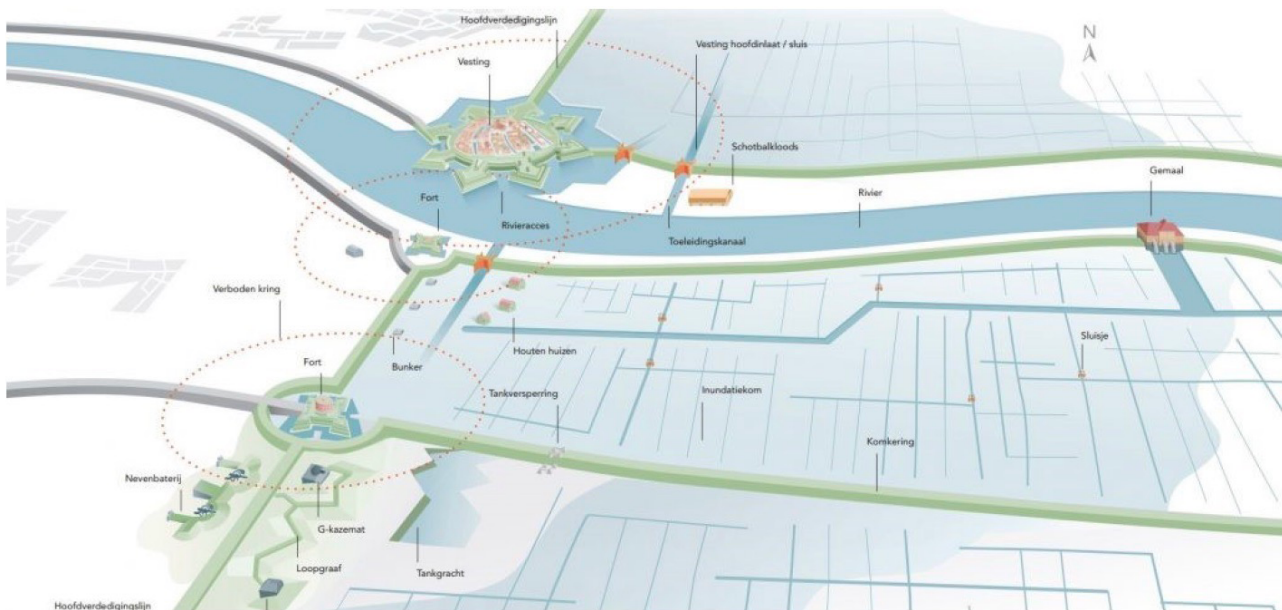 Hoofdverdedigingslijn
N
Vesting hoofdinlaat / sluis
Vesting
Schotbalkloods
Gemaal
Rivier
Fort
Rivieracces
Toeleidingskanaal
Verboden kring
Sluisje
Houten huizen
Fort
Bunker
Tankversperring
Inundatiekom
Komkering
Nevenbaterij
G-kazemat
Loopgraaf
Tankgracht
Hoofdverdedigingslijn